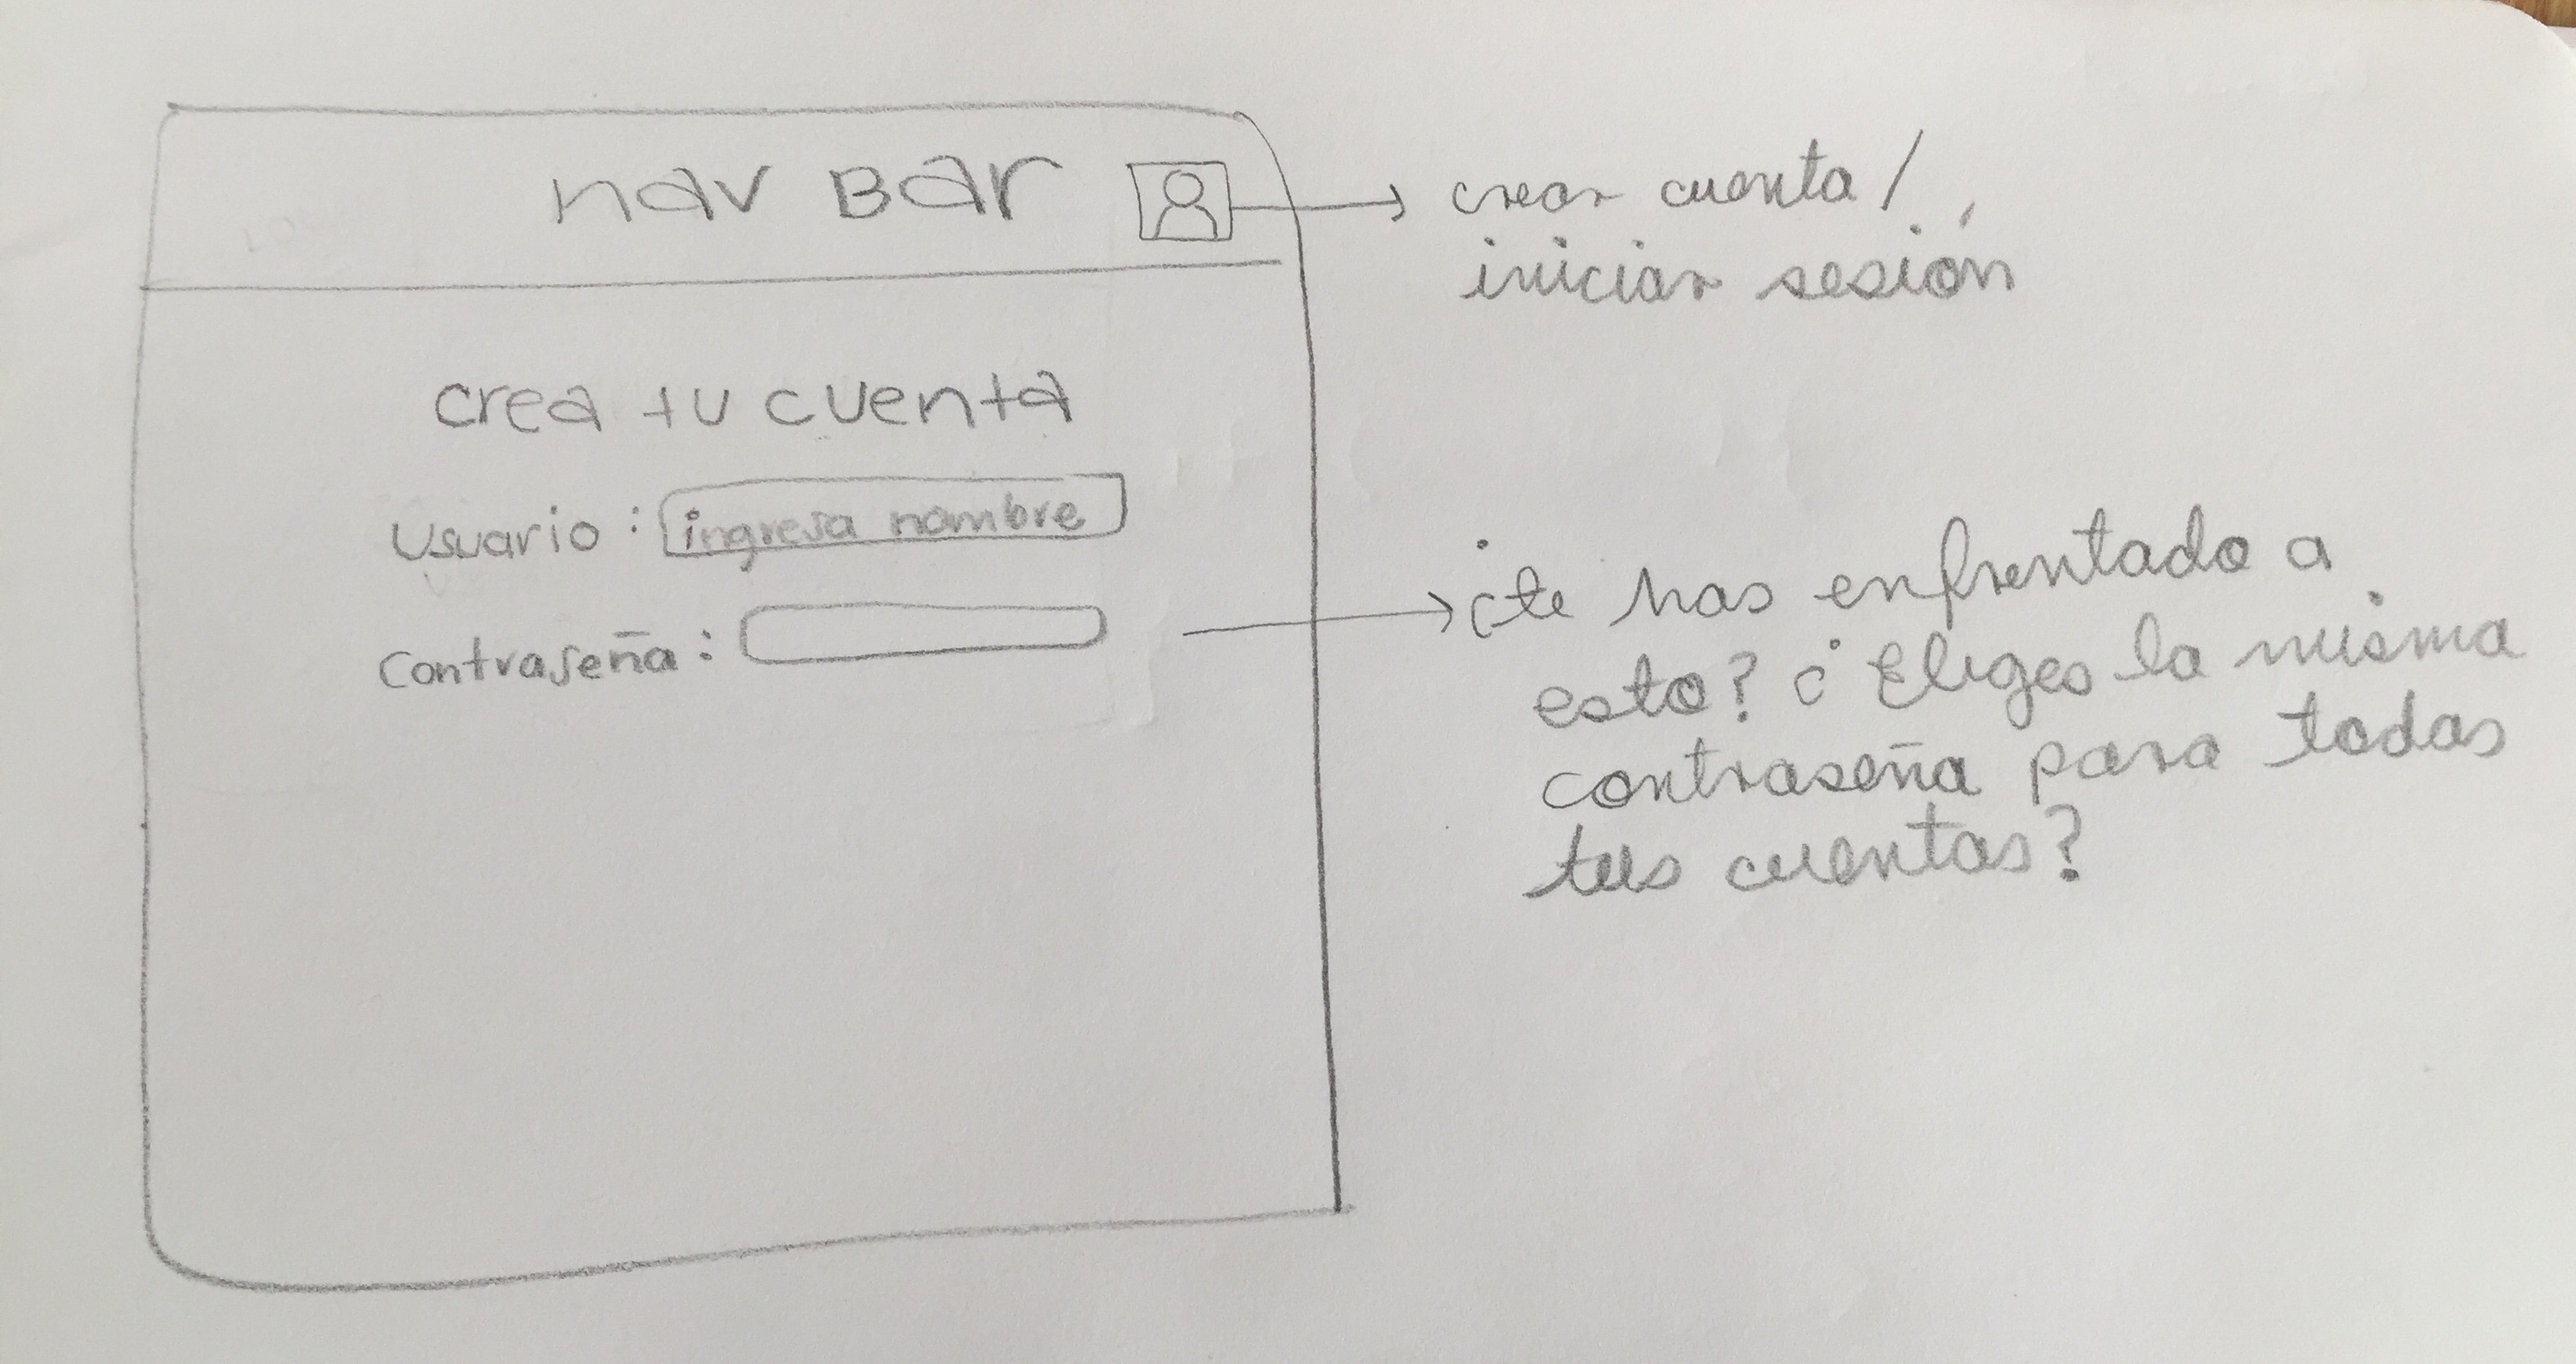 nav Bar
crear cuenta /
iniciar sesión
crea tu cuenta
Usuario : ingresa nombre
Contraseña :
¿te has enfrentado a
esto? ¿Eliges la misma
contraseña para todas
tus cuentas?